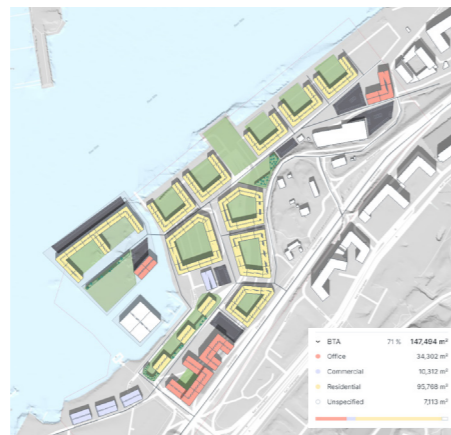 BTA 71 % 147,494 m²
Office 34,302 m²
Commercial 10,312 m²
Residential 95,768 m²
Unspecified 7,113 m²